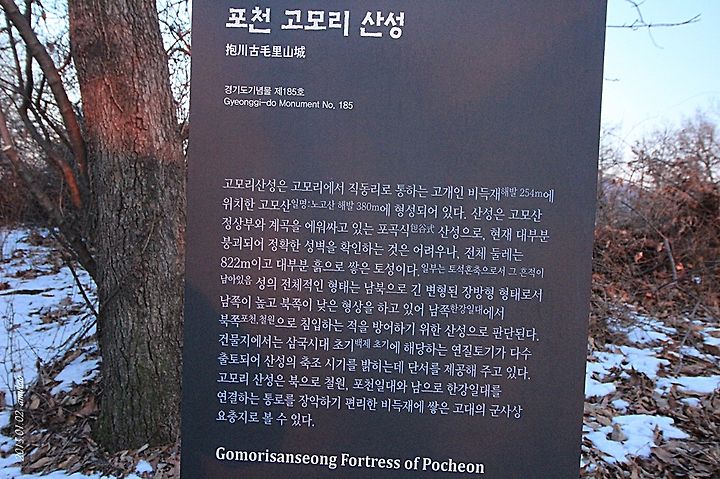 포천 고모리 산성
抱川古毛里山城
경기도기념물 제185호
Gyeonggi-do Monument No, 185
고모리산성은 고모리에서 직동리로 통하는 고개인 비득재해발 254m에
위치한 고모산일명:노고산 해발 380m에 형성되어 있다. 산성은 고모산
정상부와 계곡을 에워싸고 있는 포곡식包谷式 산성으로, 현재 대부분
붕괴되어 정확한 성벽을 확인하는 것은 어려우나, 전체 둘레는
822m이고 대부분 흙으로 쌓은 토성이다.일부는 토석혼축으로서 그 흔적이
남아있음 성의 전체적인 형태는 남북으로 긴 변형된 장방형 형태로서
남쪽이 높고 북쪽이 낮은 형상을 하고 있어 남쪽한강일대에서
북쪽포천,철원으로 침입하는 적을 방어하기 위한 산성으로 판단된다.
건물지에서는 삼국시대 초기백제 초기에 해당하는 연질토기가 다수
출토되어 산성의 축조 시기를 밝히는데 단서를 제공해 주고 있다.
고모리 산성은 북으로 철원, 포천일대와 남으로 한강일대를
연결하는 통로를 장악하기 편리한 비득재에 쌓은 고대의 군사상
요충지로 볼 수 있다.
Gomorisanseong Fortress of Pocheon
2013/01/02